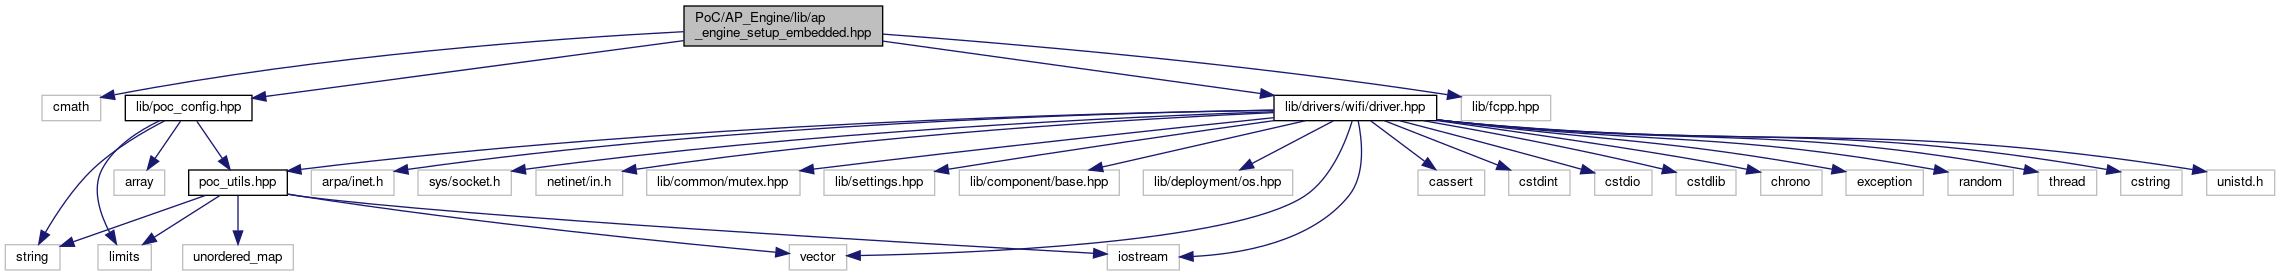 PoC/AP_Engine/lib/ap
_engine_setup_embedded.hpp
cmath
lib/poc_config.hpp
lib/drivers/wifi/driver.hpp
lib/fcpp.hpp
array
poc_utils.hpp
arpa/inet.h
sys/socket.h
netinet/in.h
lib/common/mutex.hpp
lib/settings.hpp
lib/component/base.hpp
lib/deployment/os.hpp
cassert
cstdint
cstdio
cstdlib
chrono
exception
random
thread
cstring
unistd.h
string
limits
unordered_map
vector
iostream